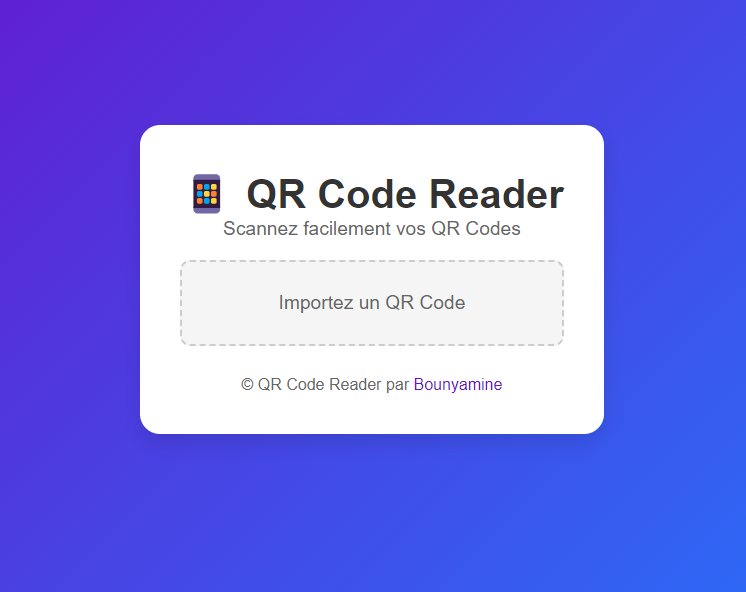 QR Code Reader
Scannez facilement vos QR Codes
Importez un QR Code
© QR Code Reader par Bounyamine